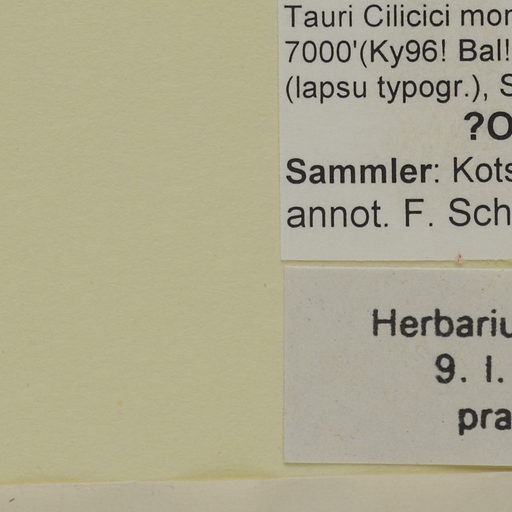 Tauri Cilicici mon
7000'(Ky96! Bal!
(lapsu typogr.), S
?O
Sammler: Kots
annot. F. Sch
Herbariu
9. I.
pra